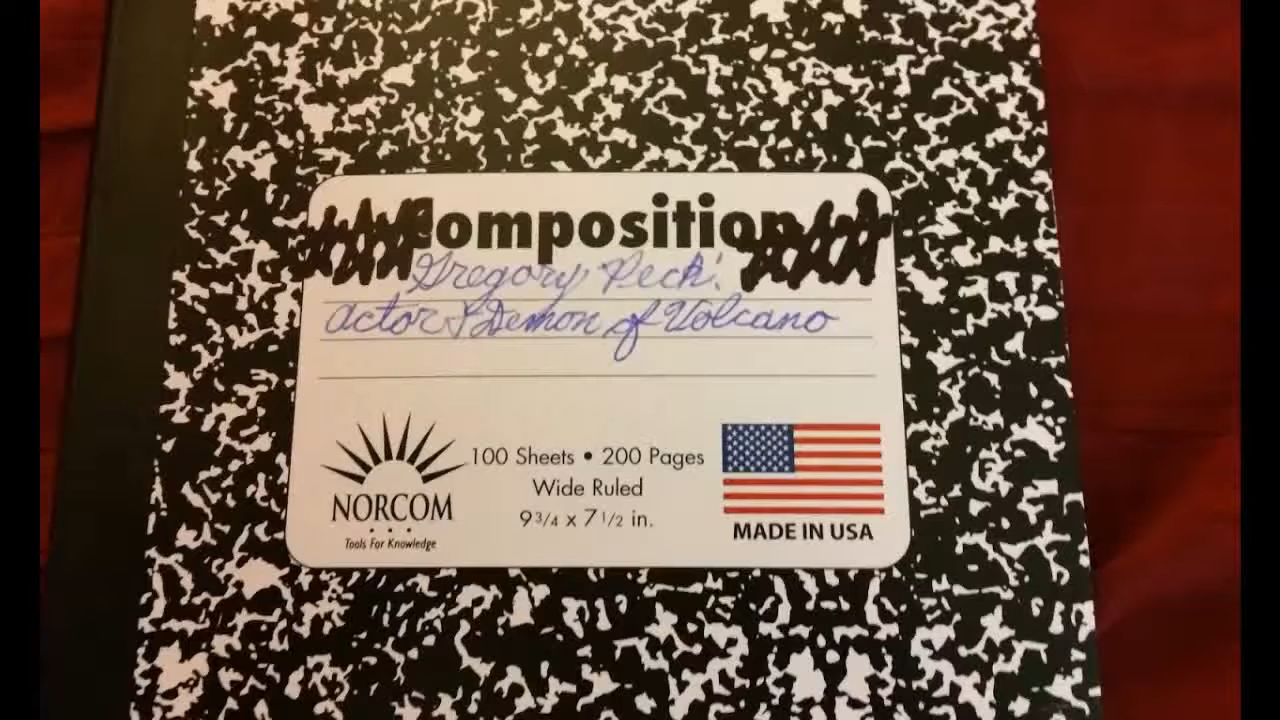 Composition
Gregory Peck:
Actor & Demon of Volcano
NORCOM
Tools For Knowledge
100 Sheets • 200 Pages
Wide Ruled
9 3/4 x 7 1/2 in.
MADE IN USA